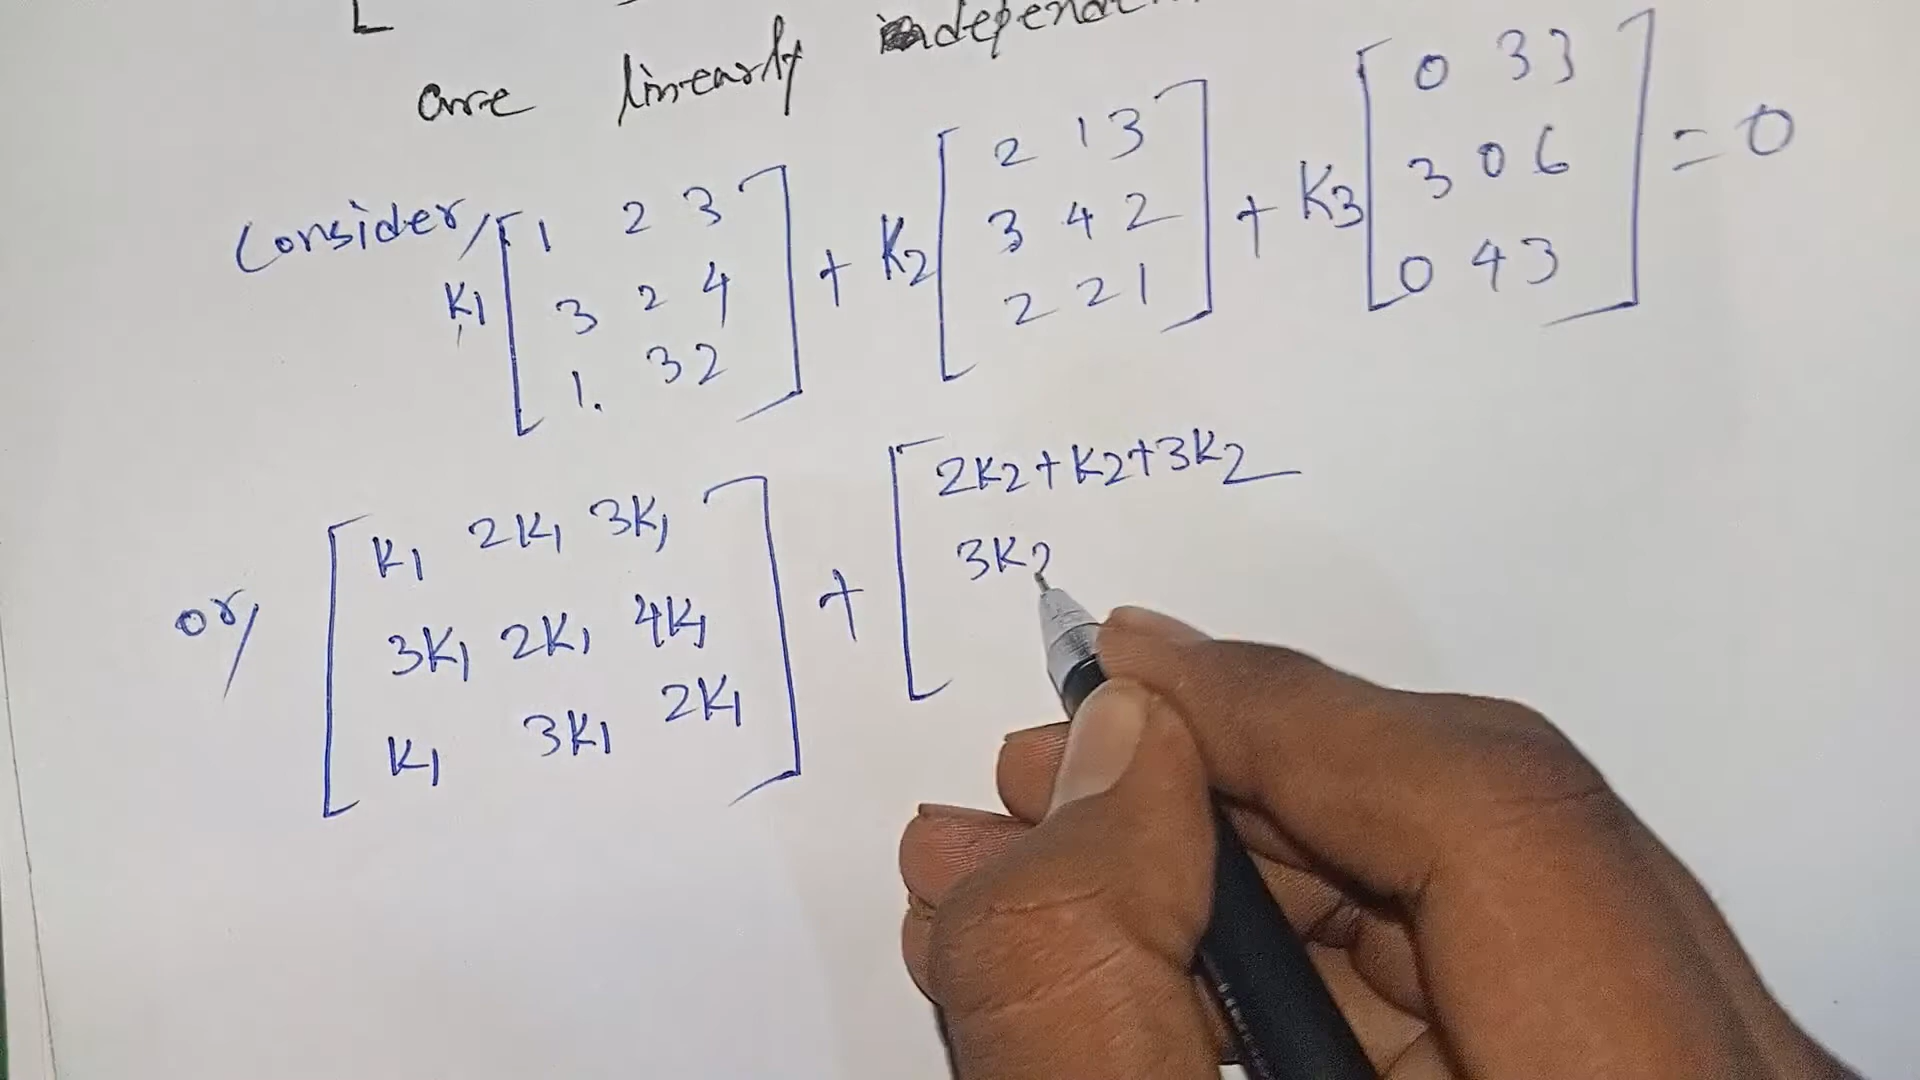 L
are linearly independen
Consider, K1 [ 1 2 3 ] + K2 [ 2 1 3 ] + K3 [ 0 3 3 ] = 0
[ 3 2 4 ] [ 3 4 2 ] [ 3 0 6 ]
[ 1. 3 2 ] [ 2 2 1 ] [ 0 4 3 ]
or, [ K1 2K1 3K1 ] + [ 2K2+K2+3K2
[ 3K1 2K1 4K1 ] [ 3K2
[ K1 3K1 2K1 ]